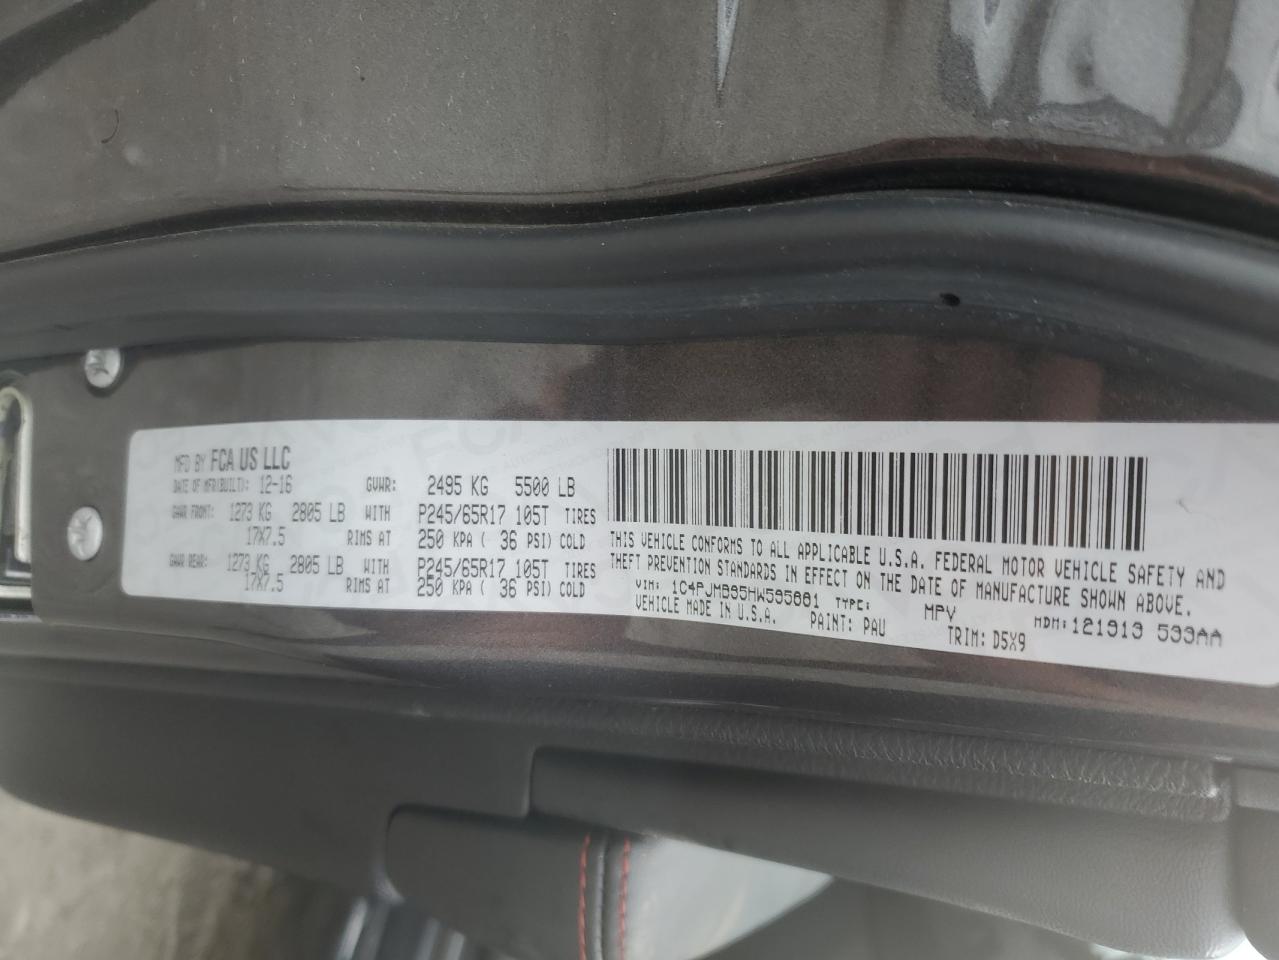 MFD BY FCA US LLC
DATE OF MFR(BUILT): 12-16 GVWR: 2495 KG 5500 LB
GAWR FRONT: 1273 KG 2805 LB WITH P245/65R17 105T TIRES
17X7.5 RIMS AT 250 KPA ( 36 PSI) COLD
GAWR REAR: 1273 KG 2805 LB WITH P245/65R17 105T TIRES
17X7.5 RIMS AT 250 KPA ( 36 PSI) COLD
THIS VEHICLE CONFORMS TO ALL APPLICABLE U.S.A. FEDERAL MOTOR VEHICLE SAFETY AND
THEFT PREVENTION STANDARDS IN EFFECT ON THE DATE OF MANUFACTURE SHOWN ABOVE.
VIN: TYPE: MPV MDM:
VEHICLE MADE IN U.S.A. PAINT: PAU TRIM: D5X9